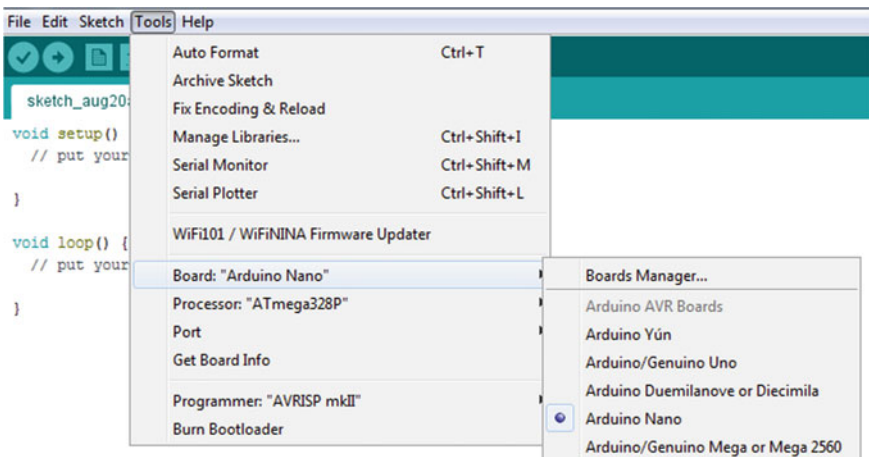 File Edit Sketch Tools Help
sketch_aug20
void setup()
// put your
}
void loop() {
// put your
}
Auto Format Ctrl+T
Archive Sketch
Fix Encoding & Reload
Manage Libraries... Ctrl+Shift+I
Serial Monitor Ctrl+Shift+M
Serial Plotter Ctrl+Shift+L
WiFi101 / WiFiNINA Firmware Updater
Board: "Arduino Nano"
Processor: "ATmega328P"
Port
Get Board Info
Programmer: "AVRISP mkII"
Burn Bootloader
Boards Manager...
Arduino AVR Boards
Arduino Yún
Arduino/Genuino Uno
Arduino Duemilanove or Diecimila
Arduino Nano
Arduino/Genuino Mega or Mega 2560